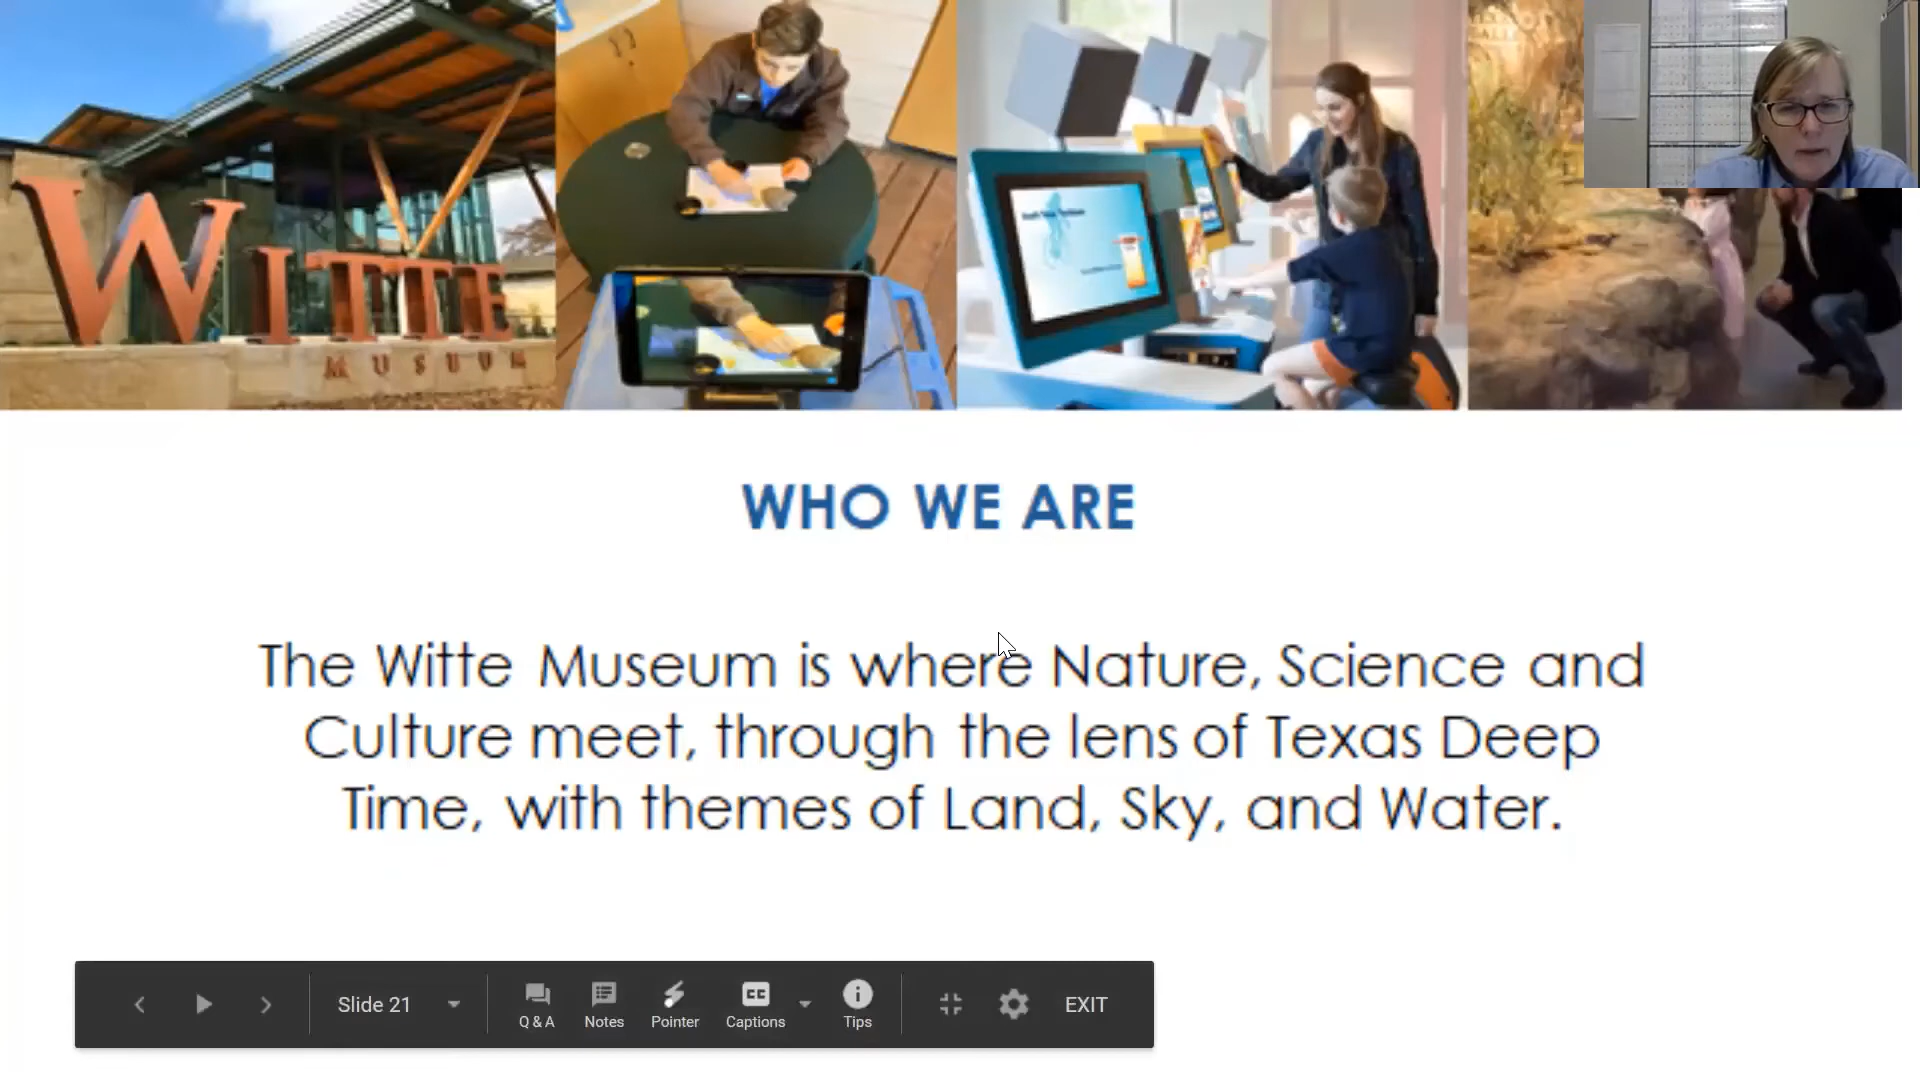 WITTE
MUSEUM
WHO WE ARE
The Witte Museum is where Nature, Science and
Culture meet, through the lens of Texas Deep
Time, with themes of Land, Sky, and Water.
Slide 21
Q & A
Notes
Pointer
Captions
Tips
EXIT